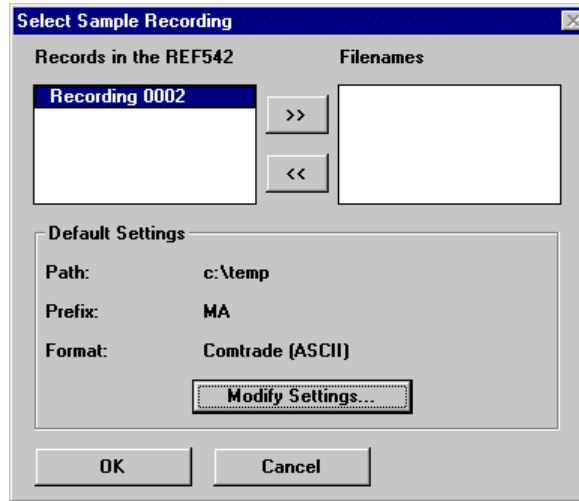 Select Sample Recording
Records in the REF542 Filenames
Recording 0002
>>
<<
Default Settings
Path: c:\temp
Prefix: MA
Format: Comtrade (ASCII)
Modify Settings...
OK Cancel